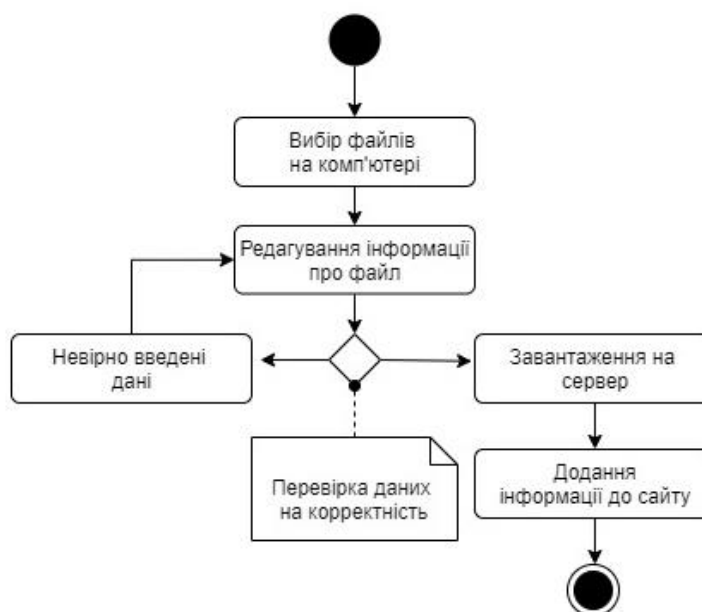 Вибір файлів
на комп'ютері
Редагування інформації
про файл
Невірно введені
дані
Завантаження на
сервер
Перевірка даних
на корректність
Додання
інформації до сайту